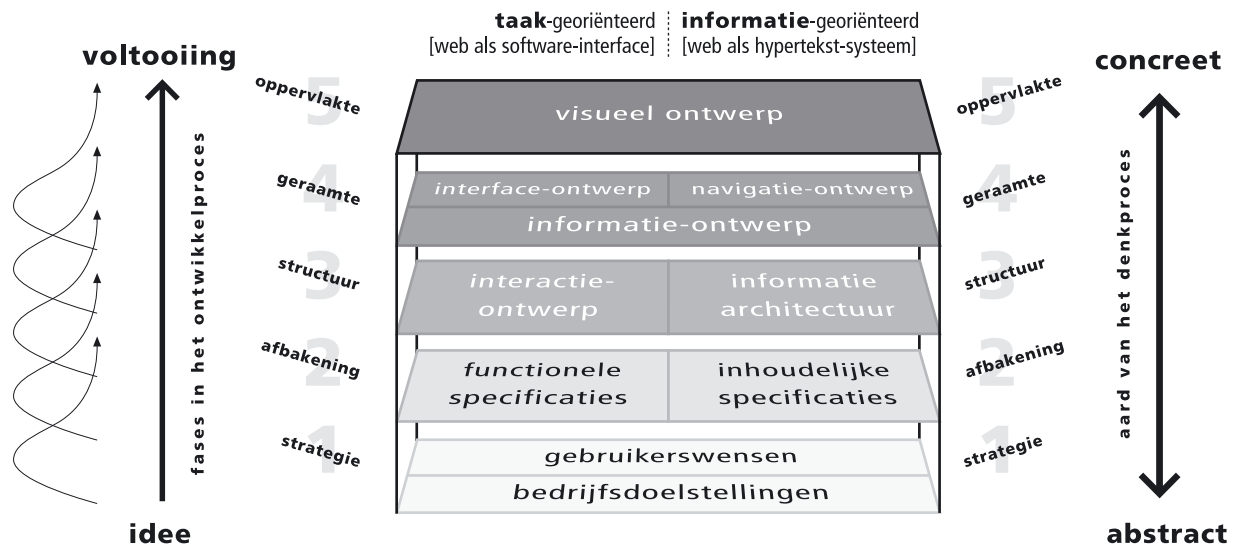 taak-georiënteerd
[web als software-interface]
informatie-georiënteerd
[web als hypertekst-systeem]
voltooiing
concreet
fases in het ontwikkelproces
aard van het denkproces
5
oppervlakte
visueel ontwerp
5
oppervlakte
4
geraamte
interface-ontwerp
navigatie-ontwerp
informatie-ontwerp
4
geraamte
3
structuur
interactie-
ontwerp
informatie
architectuur
3
structuur
2
afbakening
functionele
specificaties
inhoudelijke
specificaties
2
afbakening
1
strategie
gebruikerswensen
bedrijfsdoelstellingen
1
strategie
idee
abstract